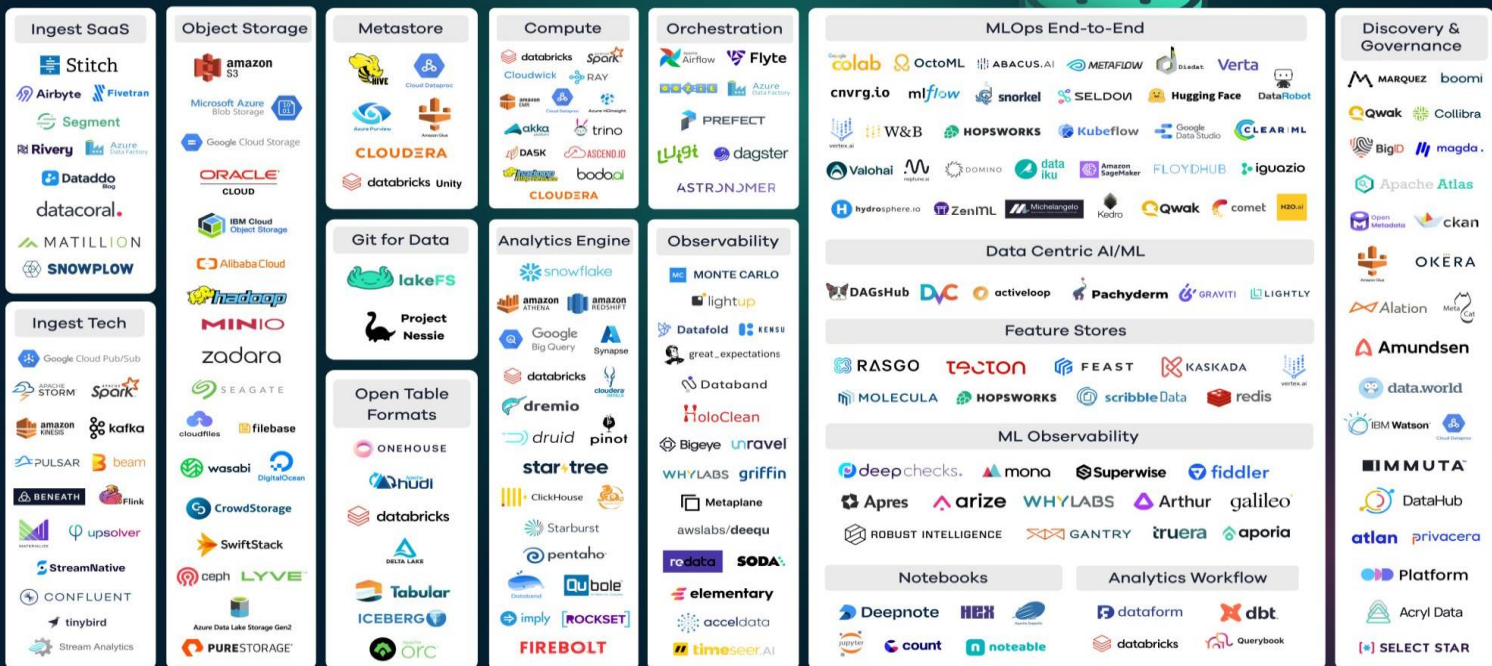 Ingest SaaS
Stitch
Airbyte
Fivetran
Segment
Rivery
Azure
Data Factory
Dataddo
Blog
datacoral.
MATILLION
SNOWPLOW
Ingest Tech
Google Cloud Pub/Sub
APACHE
STORM
APACHE
Spark
amazon
KINESIS
kafka
PULSAR
beam
BENEATH
Flink
MATERIALIZE
upsolver
StreamNative
CONFLUENT
tinybird
Stream Analytics
Object Storage
amazon
S3
Microsoft Azure
Blob Storage
Google Cloud Storage
ORACLE
CLOUD
IBM Cloud
Object Storage
Alibaba Cloud
hadoop
MINIO
zadara
SEAGATE
cloudfiles
filebase
wasabi
DigitalOcean
CrowdStorage
SwiftStack
ceph
LYVE
Azure Data Lake Storage Gen2
PURESTORAGE
Metastore
HIVE
Cloud Dataproc
Azure Purview
Amazon Glue
CLOUDERA
databricks Unity
Git for Data
lakeFS
Project
Nessie
Open Table
Formats
ONEHOUSE
hudi
databricks
DELTA LAKE
Tabular
ICEBERG
orc
Compute
databricks
Spark
Cloudwick
RAY
amazon
EMR
Cloud Dataproc
Azure HDInsight
akka
trino
DASK
ASCEND.IO
hadoop
bodo.ai
CLOUDERA
Analytics Engine
snowflake
amazon
ATHENA
amazon
REDSHIFT
Google
Big Query
Synapse
databricks
cloudera
IMPALA
dremio
druid
pinot
star tree
ClickHouse
Starburst
pentaho
Databend
Qubole
imply
[ROCKSET]
FIREBOLT
Orchestration
Apache
Airflow
Flyte
OOZIE
Azure
Data Factory
PREFECT
Luigi
dagster
ASTRONOMER
Observability
MC MONTE CARLO
lightup
Datafold
KENSU
great_expectations
Databand
HoloClean
Bigeye
unravel
WHYLABS
griffin
Metaplane
awslabs/deequ
redata
SODA
elementary
acceldata
timeseer.AI
MLOps End-to-End
Google
colab
OctoML
ABACUS.AI
METAFLOW
Disdat
Verta
cnvrg.io
mlflow
snorkel
SELDON
Hugging Face
DataRobot
vertex.ai
W&B
HOPSWORKS
Kubeflow
Google
Data Studio
CLEAR|ML
Valohai
neptune.ai
DOMINO
data
iku
Amazon
SageMaker
FLOYDHUB
iguazio
hydrosphere.io
ZenML
Michelangelo
Kedro
Qwak
comet
H2O.ai
Data Centric AI/ML
DAGsHub
DVC
activeloop
Pachyderm
GRAVITI
LIGHTLY
Feature Stores
RASGO
TECTON
FEAST
KASKADA
vertex.ai
MOLECULA
HOPSWORKS
scribble Data
redis
ML Observability
deepchecks.
mona
Superwise
fiddler
Apres
arize
WHYLABS
Arthur
galileo
ROBUST INTELLIGENCE
GANTRY
truera
aporia
Notebooks
Deepnote
HEX
jupyter
count
noteable
Analytics Workflow
dataform
dbt
databricks
Querybook
Discovery &
Governance
MARQUEZ
boomi
Qwak
Collibra
BigID
magda.
Apache Atlas
Open
Metadata
ckan
Amazon Glue
OKERA
Alation
Meta
Cat
Amundsen
data.world
IBM Watson
Cloud Dataproc
IMMUTA
DataHub
atlan
privacera
Platform
Acryl Data
[*] SELECT STAR